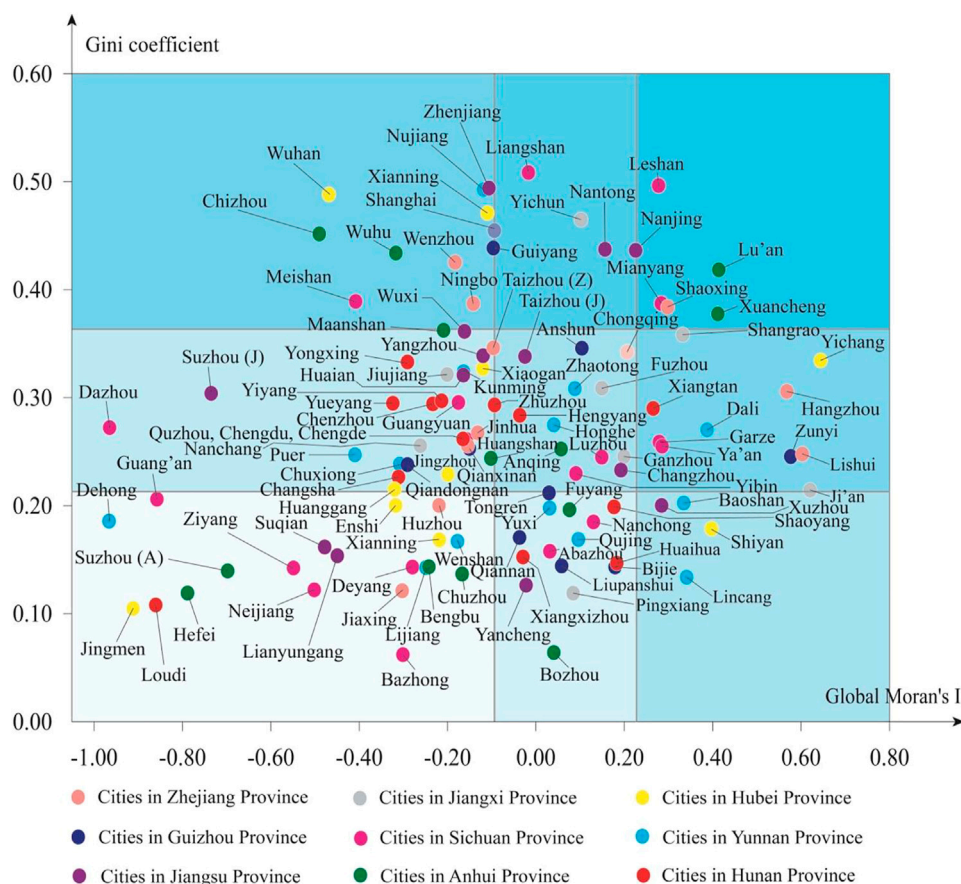 Gini coefficient
0.60
Zhenjiang
Nujiang
Liangshan
Wuhan
Xianning
Leshan
0.50
Shanghai
Yichun
Nantong
Chizhou
Nanjing
Wuhu
Wenzhou
Guiyang
Lu’an
Meishan
Ningbo
Taizhou (Z)
Mianyang
Shaoxing
0.40
Wuxi
Taizhou (J)
Xuancheng
Maanshan
Anshun
Chongqing
Shangrao
Suzhou (J)
Yongxing
Yangzhou
Yichang
Huaian
Jiujiang
Xiaogan
Zhaotong
Fuzhou
Dazhou
Yiyang
Kunming
Xiangtan
0.30
Yueyang
Zhuzhou
Hangzhou
Chenzhou
Guangyuan
Hengyang
Dali
Quzhou, Chengdu, Chengde
Jinhua
Honghe
Zunyi
Nanchang
Huangshan
Luzhou
Garze
Guang’an
Puer
Jingzhou
Anqing
Ganzhou
Ya’an
Lishui
Chuxiong
Qianxinan
Changzhou
Dehong
Changsha
Qiandongnan
Yibin
Ji’an
0.20
Huanggang
Tongren
Fuyang
Baoshan
Xuzhou
Ziyang
Suqian
Enshi
Huzhou
Yuxi
Nanchong
Shaoyang
Suzhou (A)
Xianning
Wenshan
Qujing
Shiyan
Deyang
Qiannan
Abazhou
Huaihua
Neijiang
Chuzhou
Liupanshui
Bijie
Lincang
0.10
Hefei
Jiaxing
Bengbu
Xiangxizhou
Pingxiang
Jingmen
Lianyungang
Lijiang
Yancheng
Loudi
Bazhong
Bozhou
Global Moran's I
0.00
-1.00 -0.80 -0.60 -0.40 -0.20 0.00 0.20 0.40 0.60 0.80
Cities in Zhejiang Province Cities in Jiangxi Province Cities in Hubei Province
Cities in Guizhou Province Cities in Sichuan Province Cities in Yunnan Province
Cities in Jiangsu Province Cities in Anhui Province Cities in Hunan Province